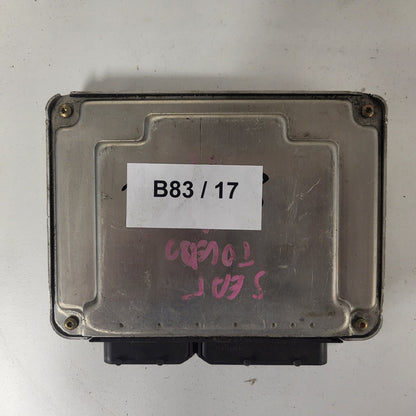 B83 / 17
SEAT
TOLEDO